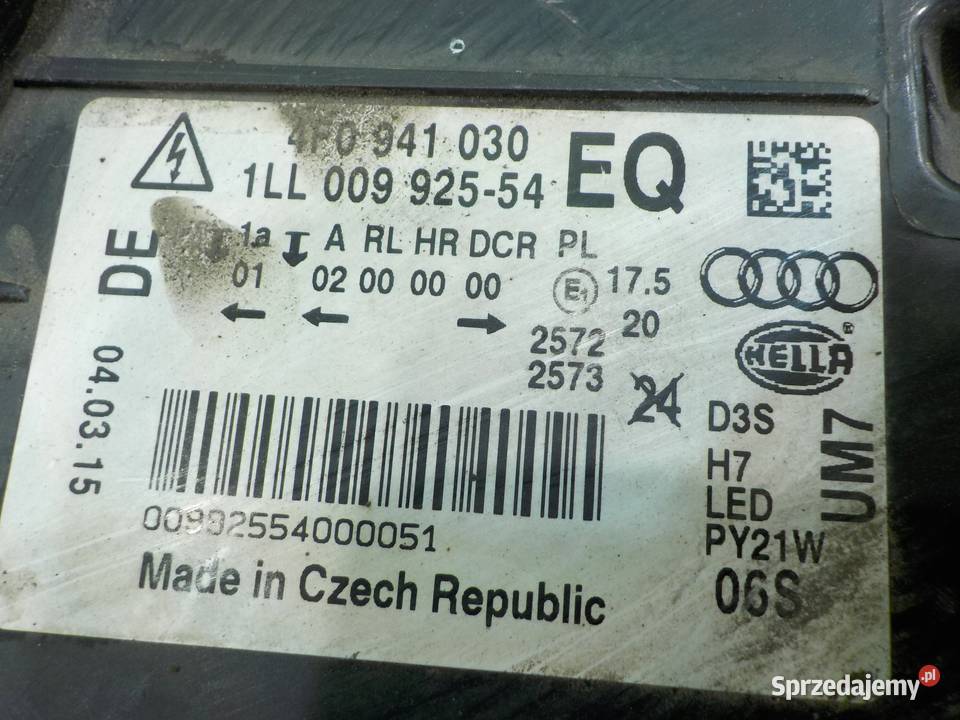 4F0 941 030 EQ
1LL 009 925-54
1a A RL HR DCR PL
01 02 00 00 00 E1 17.5
2572 20
2573 24
DE
04.03.15
HELLA®
D3S
H7
LED
PY21W
06S
UM7
00992554000051
Made in Czech Republic
Sprzedajemy.pl